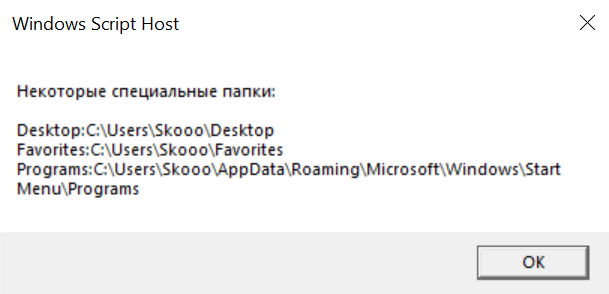 Windows Script Host
Некоторые специальные папки:
Desktop:C:\Users\Skooo\Desktop
Favorites:C:\Users\Skooo\Favorites
Programs:C:\Users\Skooo\AppData\Roaming\Microsoft\Windows\Start
Menu\Programs
OK